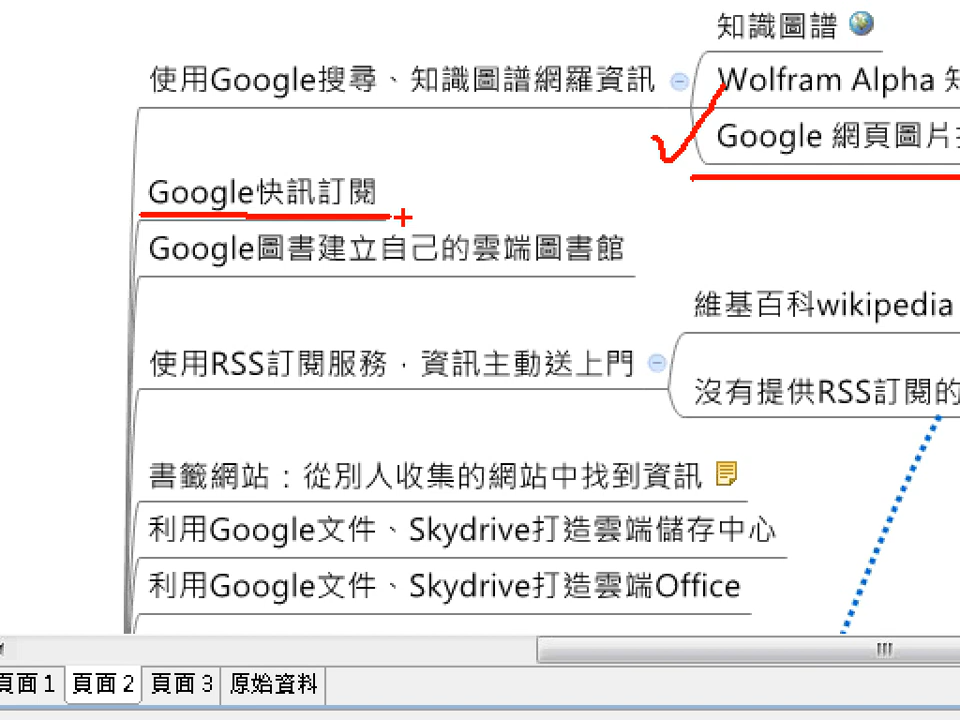 知識圖譜
使用Google搜尋、知識圖譜網羅資訊
Wolfram Alpha 知
Google 網頁圖片
Google快訊訂閱
Google圖書建立自己的雲端圖書館
維基百科wikipedia
使用RSS訂閱服務，資訊主動送上門
沒有提供RSS訂閱的
書籤網站：從別人收集的網站中找到資訊
利用Google文件、Skydrive打造雲端儲存中心
利用Google文件、Skydrive打造雲端Office
頁面 1 頁面 2 頁面 3 原始資料